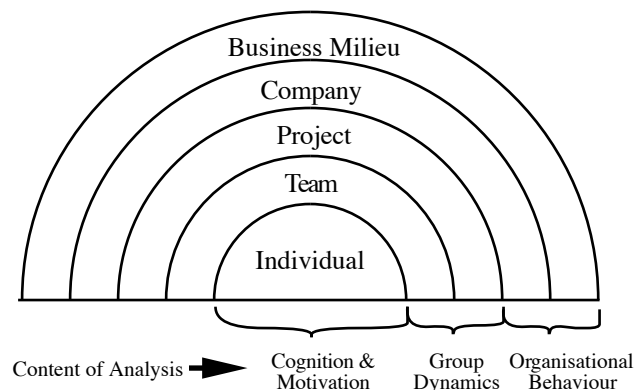 Business Milieu
Company
Project
Team
Individual
Content of Analysis
Cognition &
Motivation
Group
Dynamics
Organisational
Behaviour